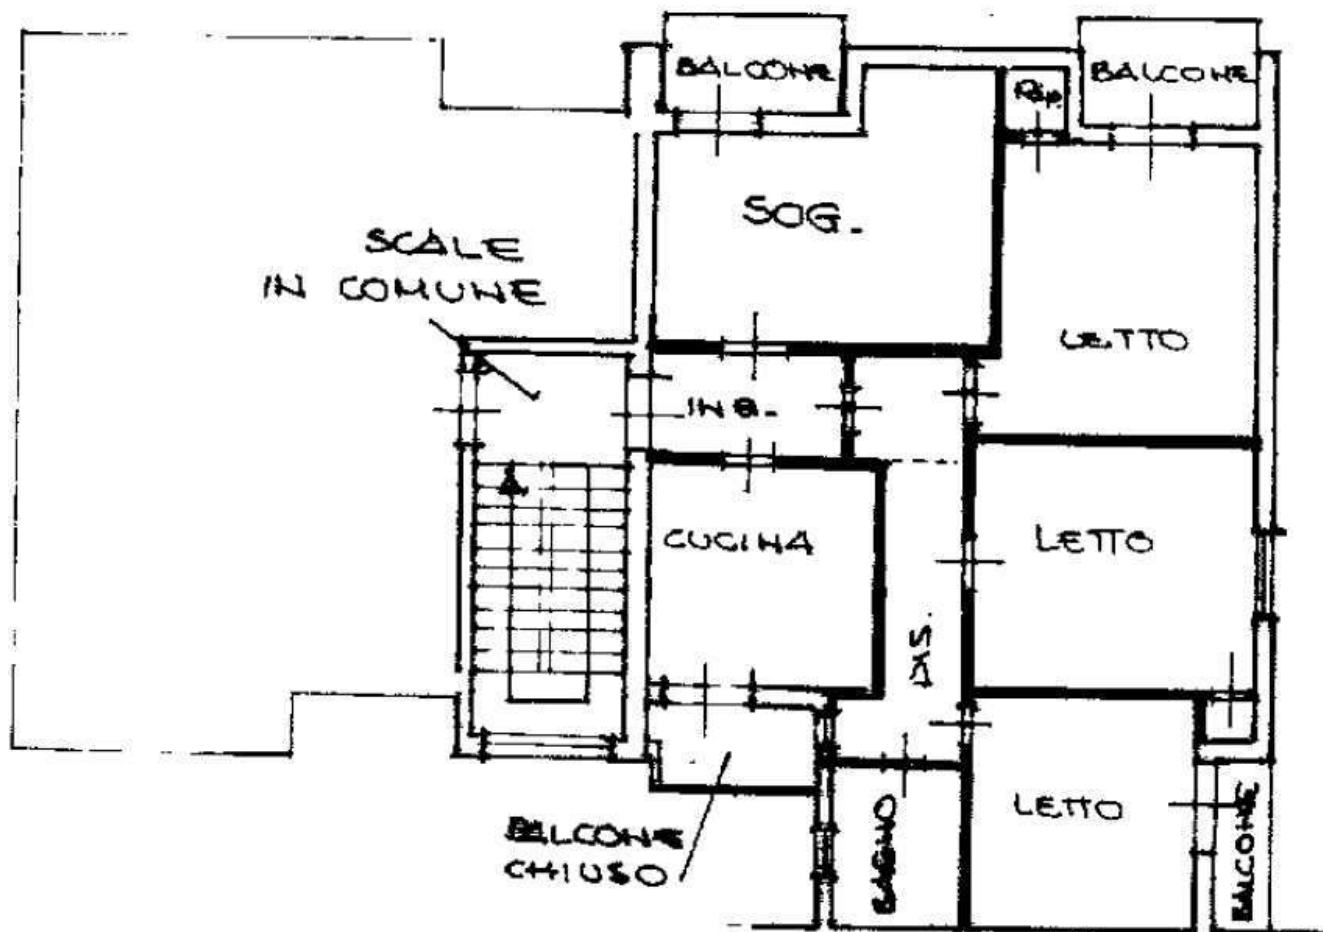 BALCONE
BALCONE
Rip.
SOG.
SCALE
IN COMUNE
LETTO
ING.
CUCINA
LETTO
DIS.
LETTO
BALCONE
CHIUSO
BAGNO
BALCONE